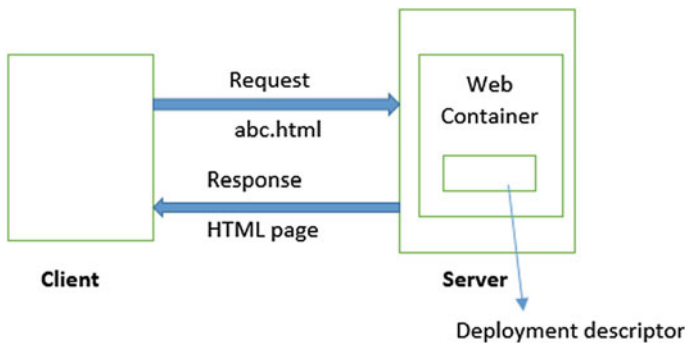 Request
abc.html
Response
HTML page
Web
Container
Client
Server
Deployment descriptor